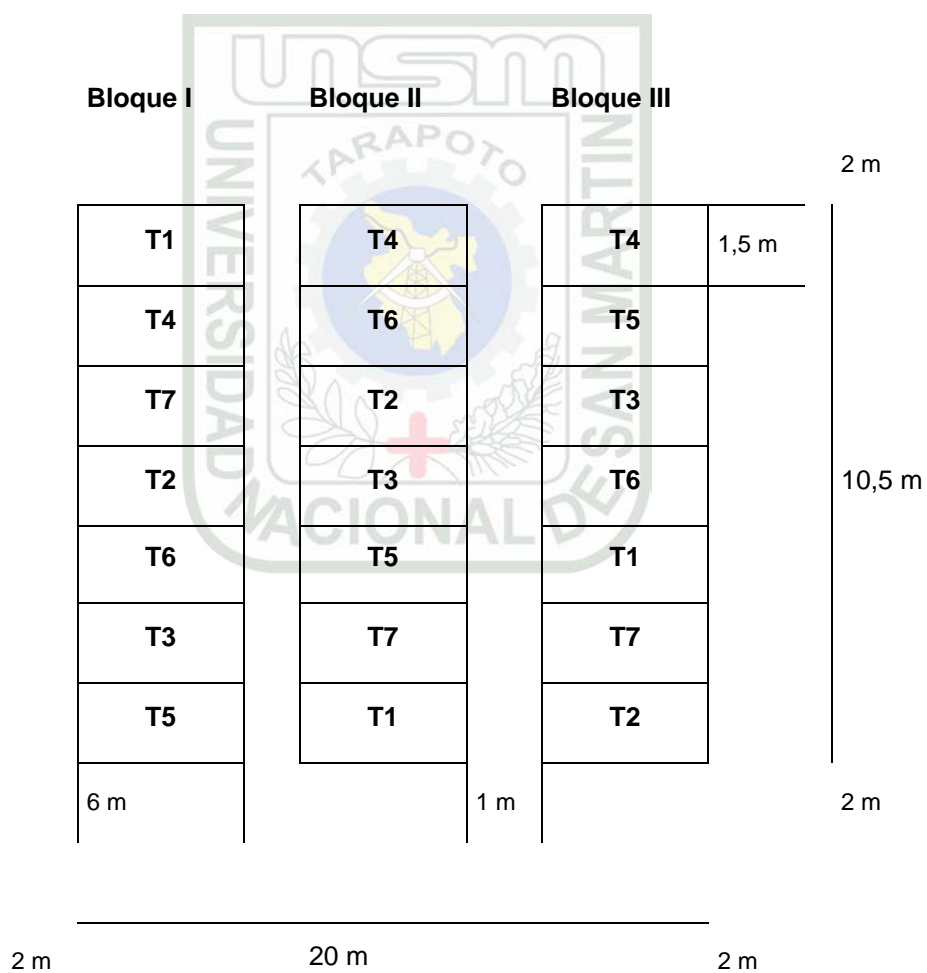 unsm
UNIVERSIDAD
TARAPOTO
SAN MARTIN
NACIONAL DE
Bloque I Bloque II Bloque III
2 m
T1 T4 T4 1,5 m
T4 T6 T5
T7 T2 T3
T2 T3 T6 10,5 m
T6 T5 T1
T3 T7 T7
T5 T1 T2
6 m 1 m 2 m
2 m 20 m 2 m